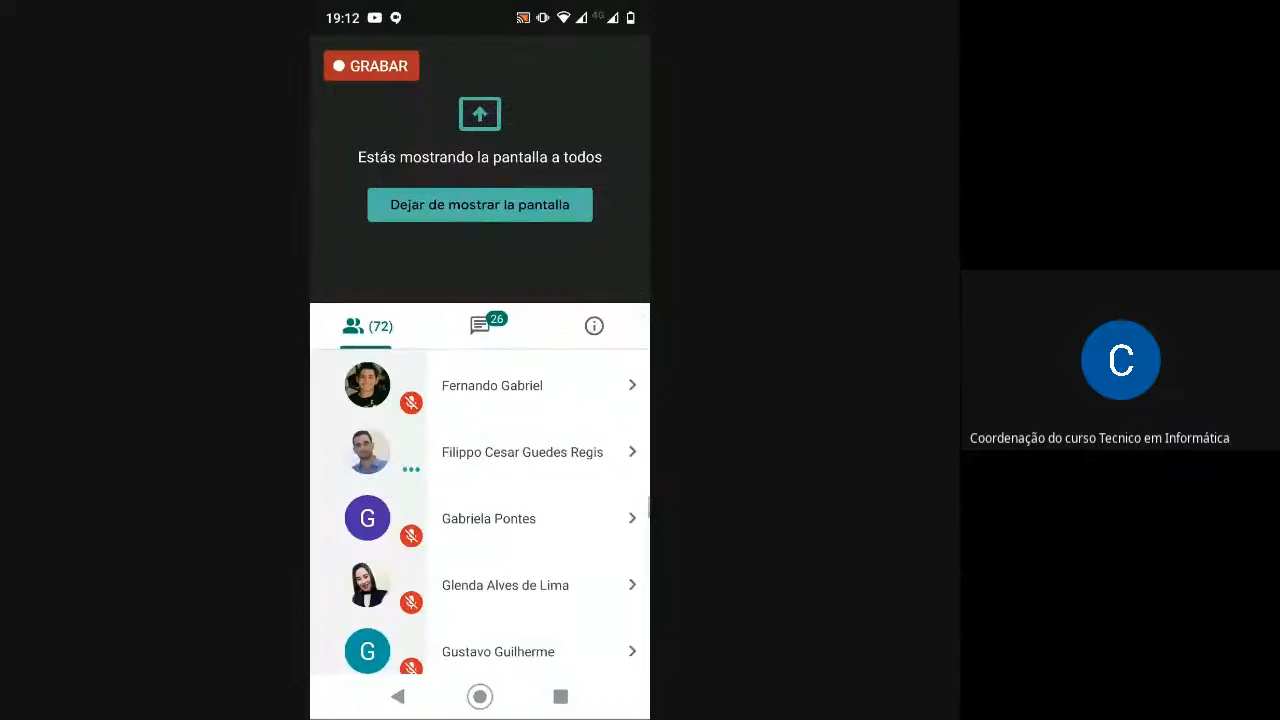 19:12
4G
GRABAR
Estás mostrando la pantalla a todos
Dejar de mostrar la pantalla
(72)
26
Fernando Gabriel
Filippo Cesar Guedes Regis
G
Gabriela Pontes
Glenda Alves de Lima
G
Gustavo Guilherme
C
Coordenação do curso Tecnico em Informática